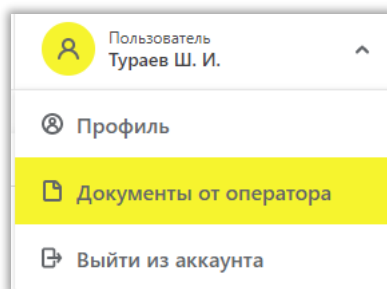 Пользователь
Тураев Ш. И.
Профиль
Документы от оператора
Выйти из аккаунта